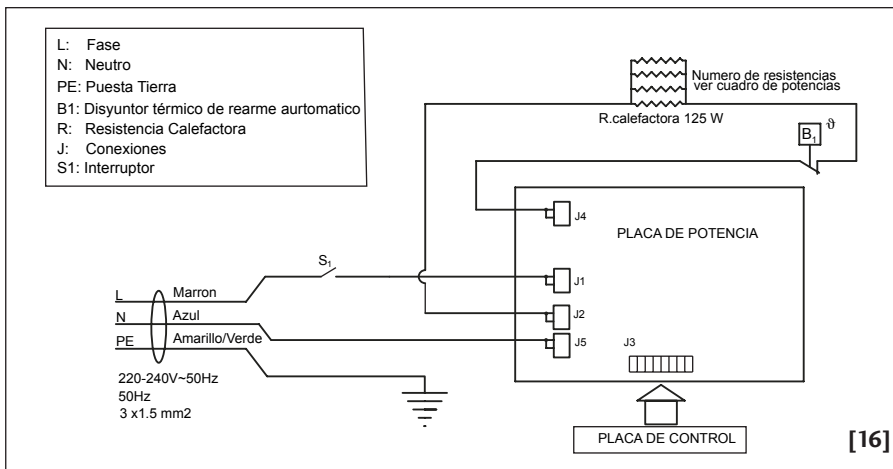 L: Fase
N: Neutro
PE: Puesta Tierra
B1: Disyuntor térmico de rearme aurtomatico
R: Resistencia Calefactora
J: Conexiones
S1: Interruptor
Numero de resistencias
ver cuadro de potencias
R.calefactora 125 W
B1
ϑ
J4
PLACA DE POTENCIA
S1
J1
L
Marron
J2
N
Azul
J5
J3
PE
Amarillo/Verde
220-240V~50Hz
50Hz
3 x1.5 mm2
PLACA DE CONTROL
[16]